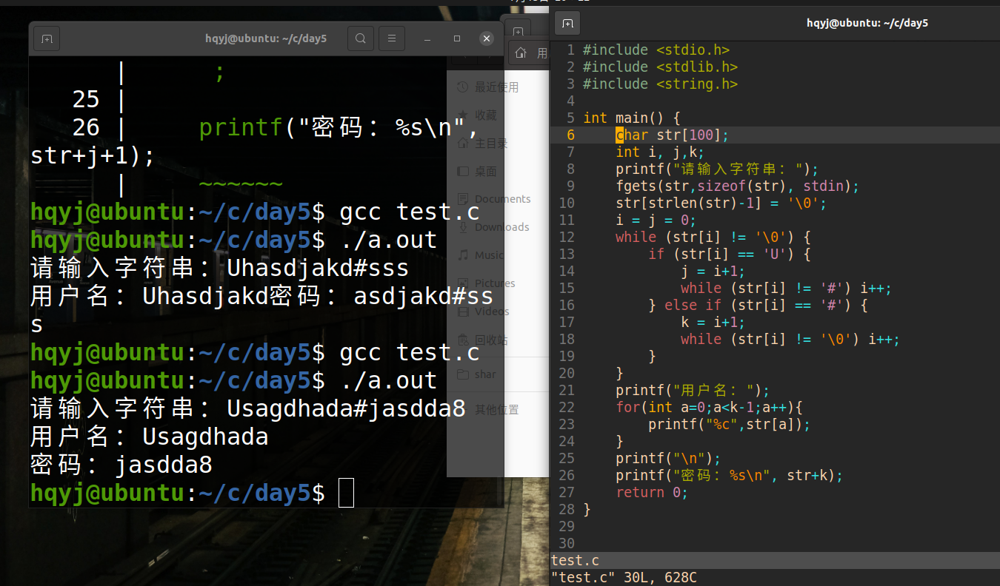 hqyj@ubuntu: ~/c/day5
|      ;
25 |
26 |     printf("密码：%s\n",
str+j+1);
|     ~~~~~~
hqyj@ubuntu:~/c/day5$ gcc test.c
hqyj@ubuntu:~/c/day5$ ./a.out
请输入字符串：Uhasdjakd#sss
用户名：Uhasdjakd密码：asdjakd#ss
s
hqyj@ubuntu:~/c/day5$ gcc test.c
hqyj@ubuntu:~/c/day5$ ./a.out
请输入字符串：Usagdhada#jasdda8
用户名：Usagdhada
密码：jasdda8
hqyj@ubuntu:~/c/day5$
用
最近使用
收藏
主目录
桌面
Documents
Downloads
Music
Pictures
Videos
回收站
shar
其他位置
hqyj@ubuntu: ~/c/day5
1 #include <stdio.h>
2 #include <stdlib.h>
3 #include <string.h>
4
5 int main() {
6     char str[100];
7     int i, j,k;
8     printf("请输入字符串：");
9     fgets(str,sizeof(str), stdin);
10     str[strlen(str)-1] = '\0';
11     i = j = 0;
12     while (str[i] != '\0') {
13         if (str[i] == 'U') {
14             j = i+1;
15             while (str[i] != '#') i++;
16         } else if (str[i] == '#') {
17             k = i+1;
18             while (str[i] != '\0') i++;
19         }
20     }
21     printf("用户名：");
22     for(int a=0;a<k-1;a++){
23         printf("%c",str[a]);
24     }
25     printf("\n");
26     printf("密码：%s\n", str+k);
27     return 0;
28 }
29
30
test.c
"test.c" 30L, 628C